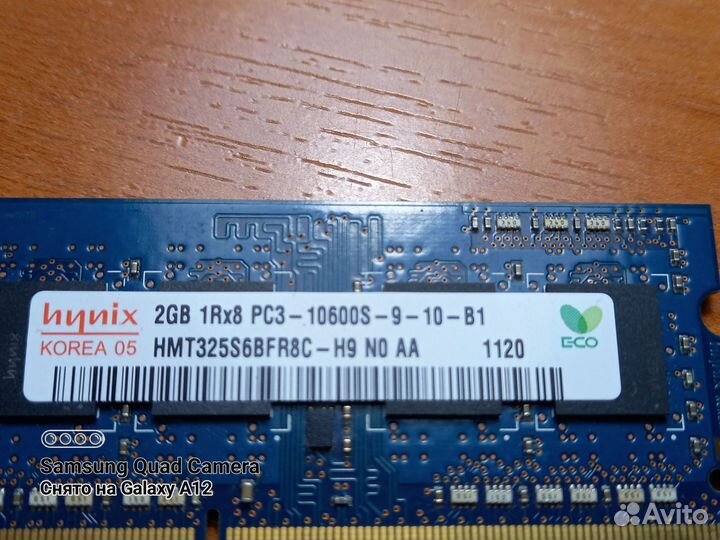 hynix
KOREA 05
2GB 1Rx8 PC3-10600S-9-10-B1
HMT325S6BFR8C-H9 N0 AA 1120
ECO
hynix
Samsung Quad Camera
Снято на Galaxy A12
Avito